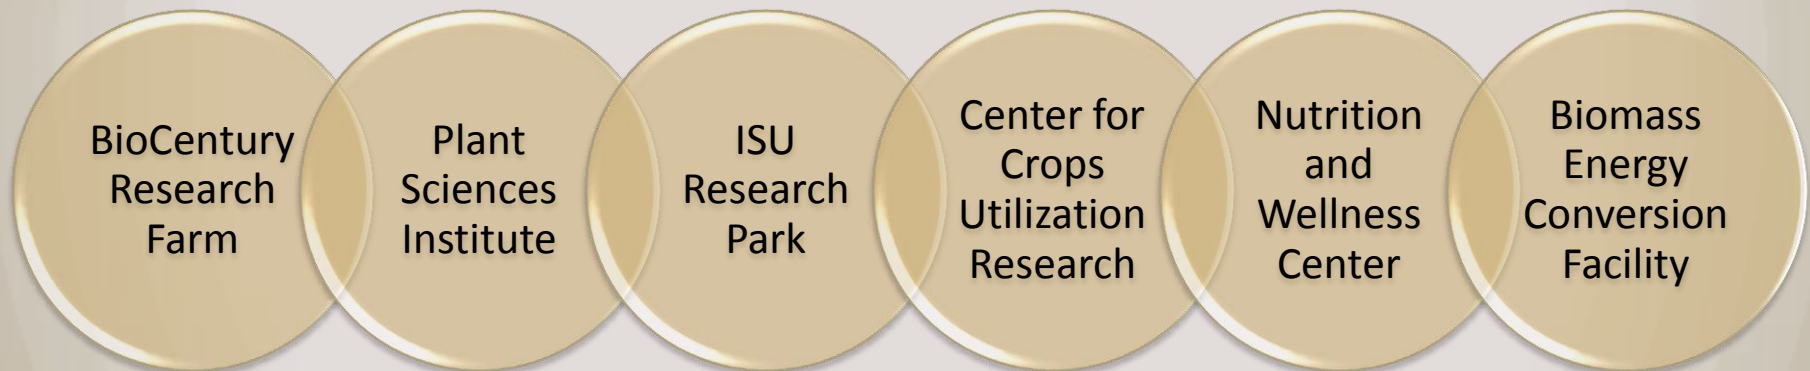 BioCentury
Research
Farm
Plant
Sciences
Institute
ISU
Research
Park
Center for
Crops
Utilization
Research
Nutrition
and
Wellness
Center
Biomass
Energy
Conversion
Facility